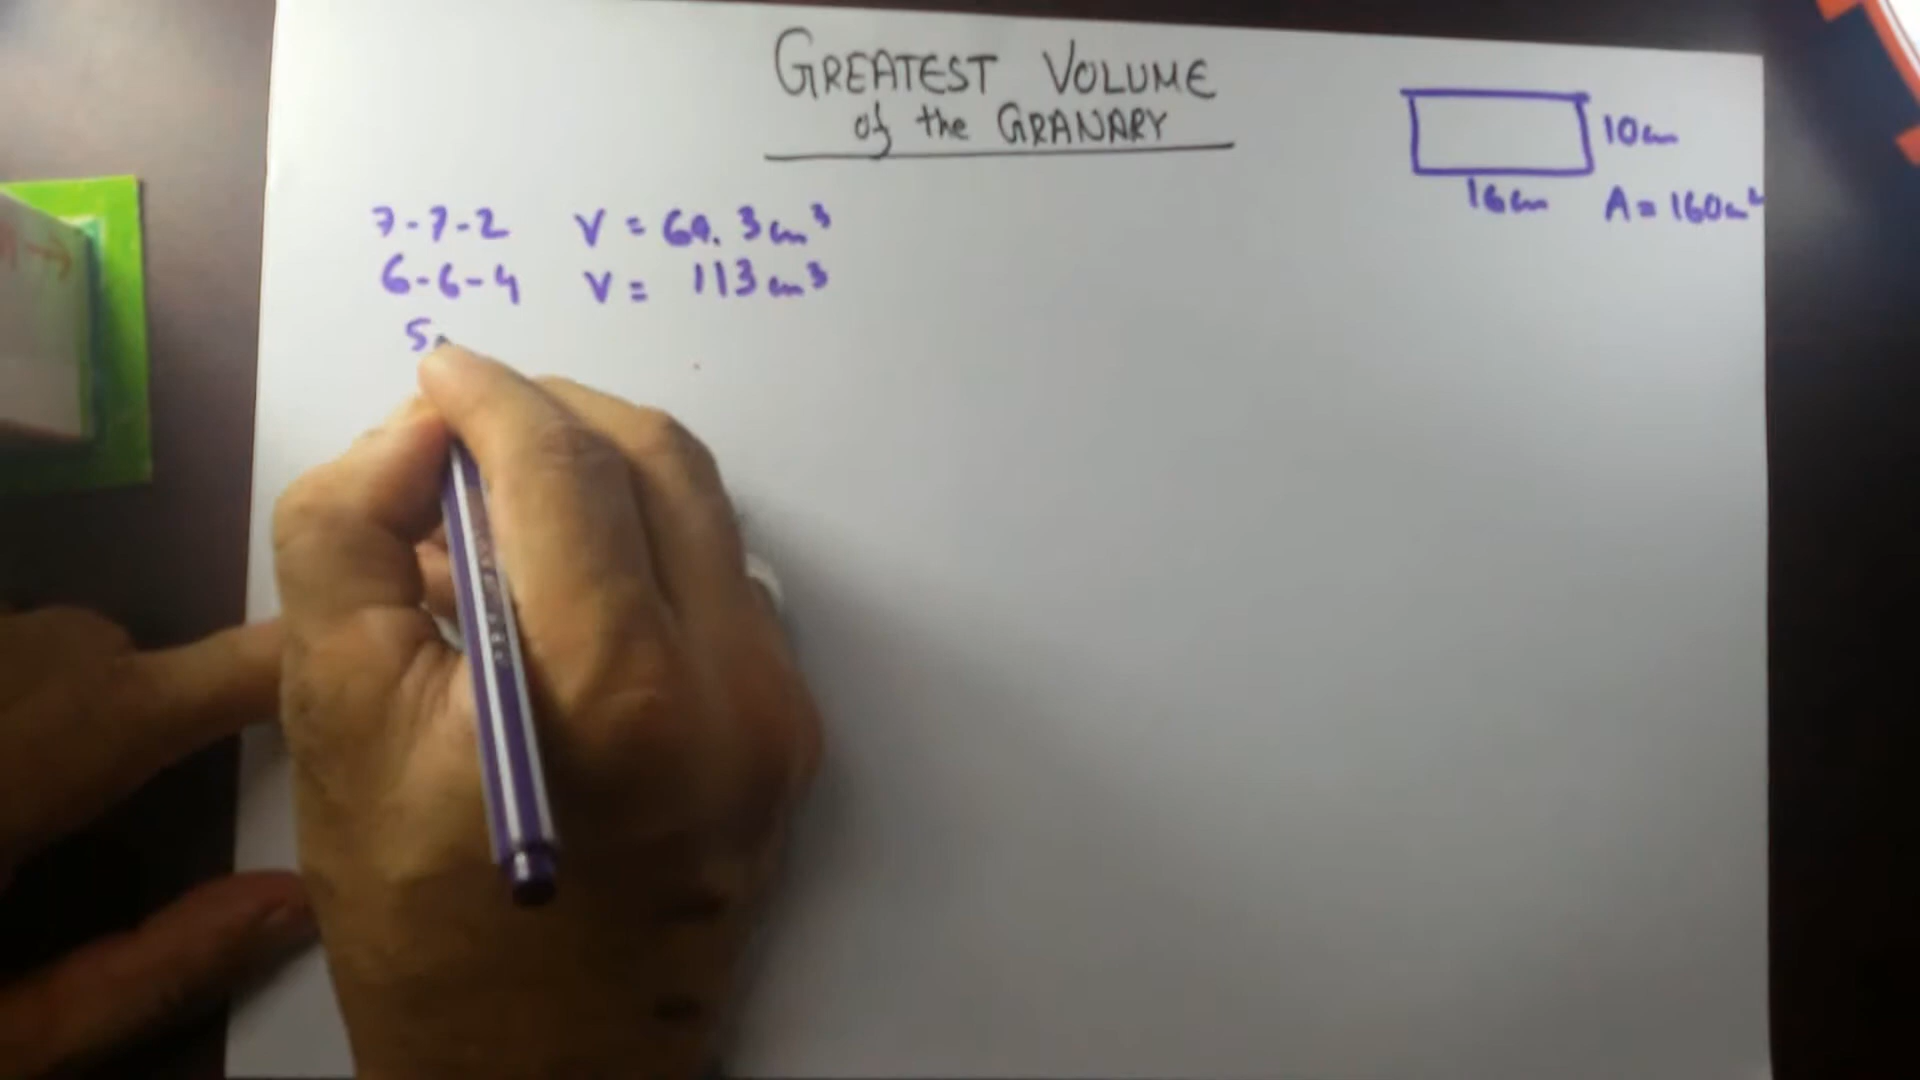 GREATEST VOLUME
of the GRANARY
10cm
16cm A = 160cm²
7-7-2 V = 69.3cm³
6-6-4 V = 113cm³
5